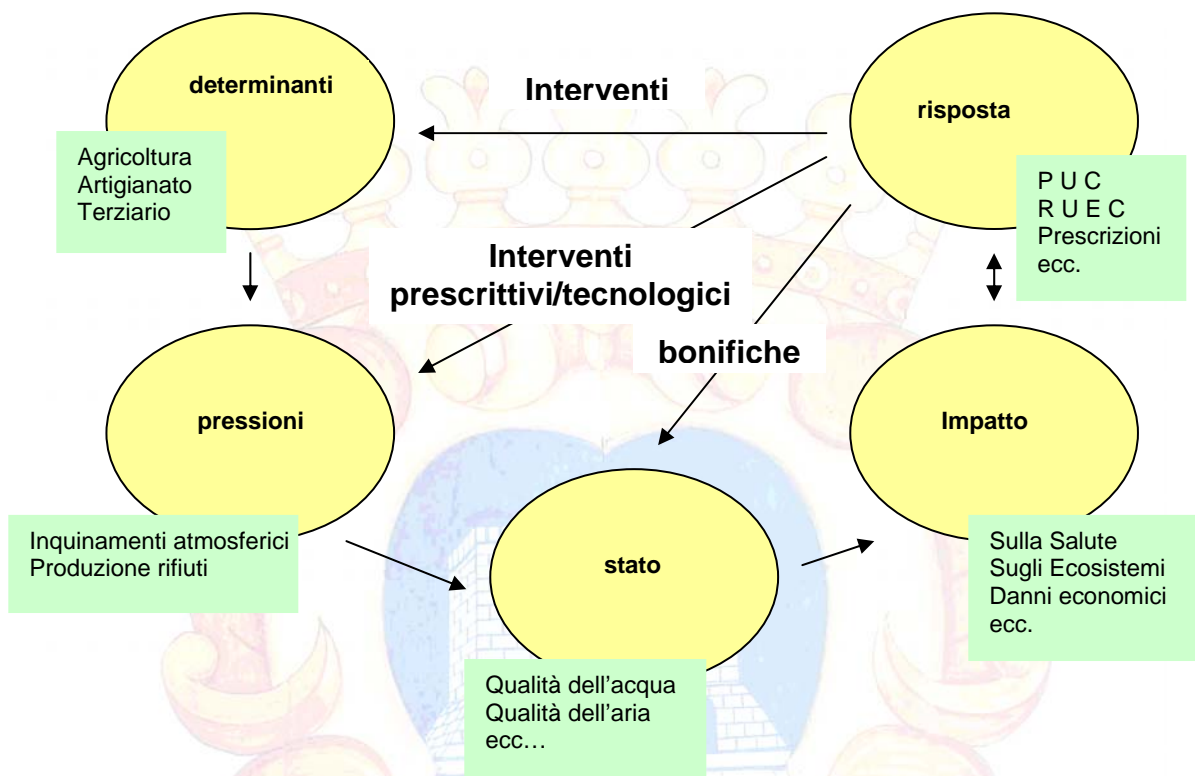 determinanti
Agricoltura
Artigianato
Terziario
Interventi
risposta
P U C
R U E C
Prescrizioni
ecc.
Interventi
prescrittivi/tecnologici
bonifiche
pressioni
Inquinamenti atmosferici
Produzione rifiuti
stato
Qualità dell’acqua
Qualità dell’aria
ecc…
Impatto
Sulla Salute
Sugli Ecosistemi
Danni economici
ecc.